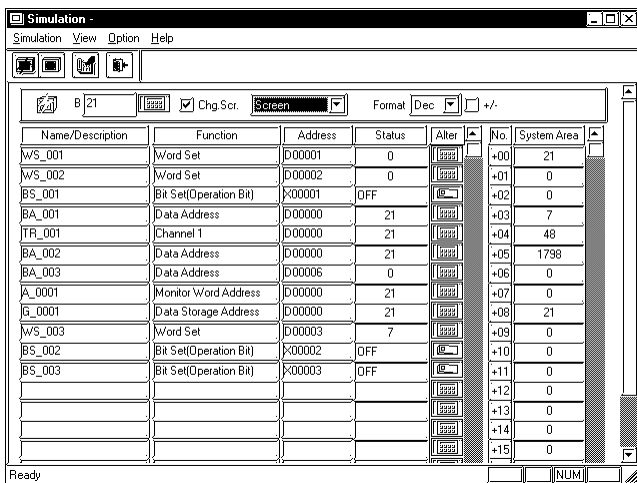 Simulation -
Simulation View Option Help
B 21 Chg.Scr. Screen Format Dec +/-
Name/Description Function Address Status Alter No. System Area
WS_001 Word Set D00001 0 +00 21
WS_002 Word Set D00002 0 +01 0
BS_001 Bit Set(Operation Bit) X00001 OFF +02 0
BA_001 Data Address D00000 21 +03 7
TR_001 Channel 1 D00000 21 +04 48
BA_002 Data Address D00000 21 +05 1798
BA_003 Data Address D00006 0 +06 0
A_0001 Monitor Word Address D00000 21 +07 0
G_0001 Data Storage Address D00000 21 +08 21
WS_003 Word Set D00003 7 +09 0
BS_002 Bit Set(Operation Bit) X00002 OFF +10 0
BS_003 Bit Set(Operation Bit) X00003 OFF +11 0
+12 0
+13 0
+14 0
+15 0
Ready NUM